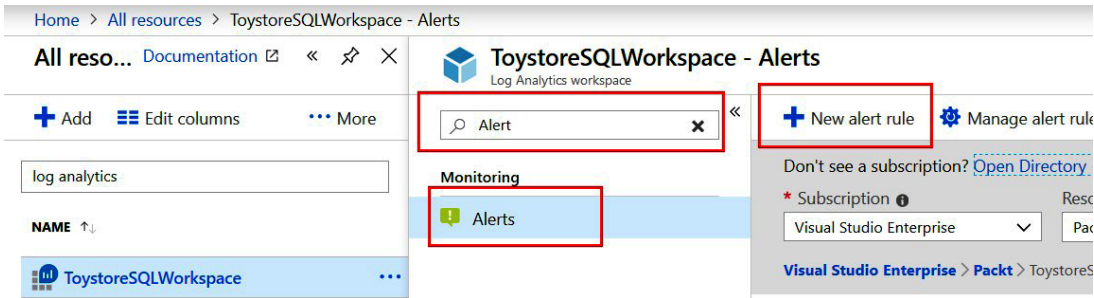 Home > All resources > ToystoreSQLWorkspace - Alerts
All reso... Documentation
Add Edit columns ••• More
log analytics
NAME ↑↓
ToystoreSQLWorkspace •••
ToystoreSQLWorkspace - Alerts
Log Analytics workspace
Alert
Monitoring
Alerts
New alert rule Manage alert rule
Don't see a subscription? Open Directory
* Subscription Reso
Visual Studio Enterprise Pac
Visual Studio Enterprise > Packt > ToystoreS